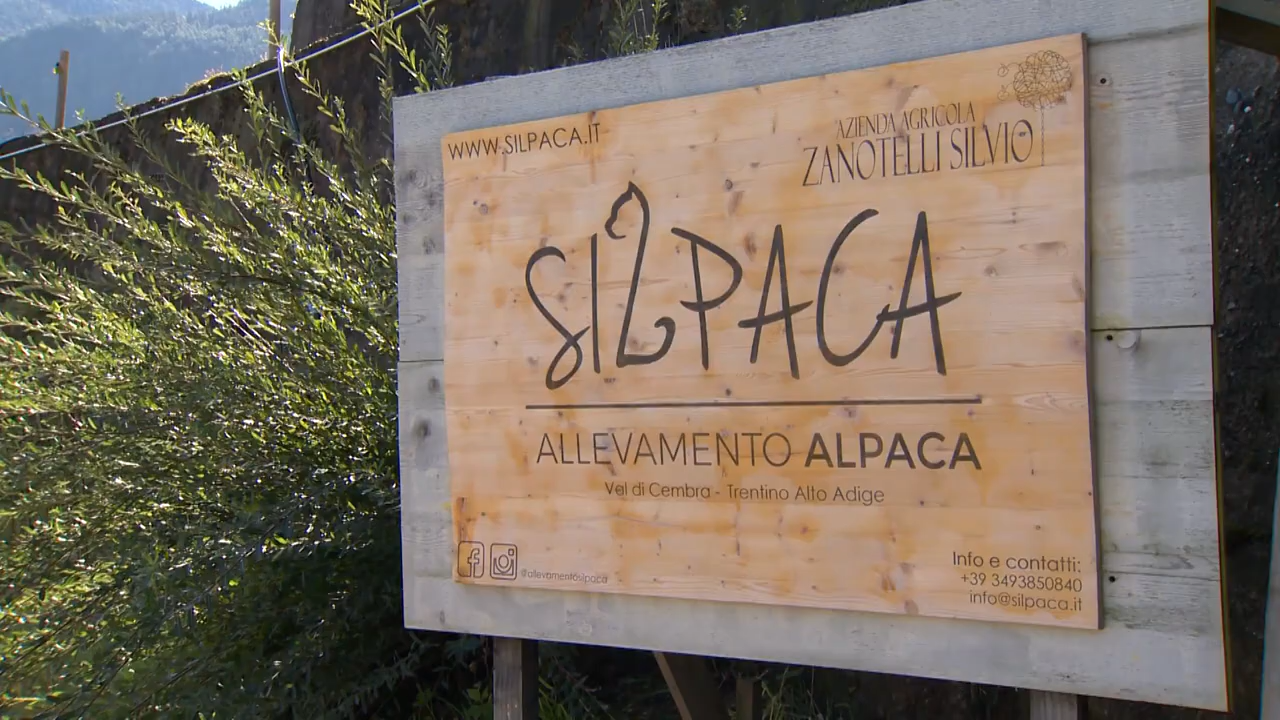 WWW.SILPACA.IT
AZIENDA AGRICOLA
ZANOTELLI SILVIO
SILPACA
ALLEVAMENTO ALPACA
Val di Cembra - Trentino Alto Adige
@allevamentosilpaca
Info e contatti:
+39 3493850840
info@silpaca.it